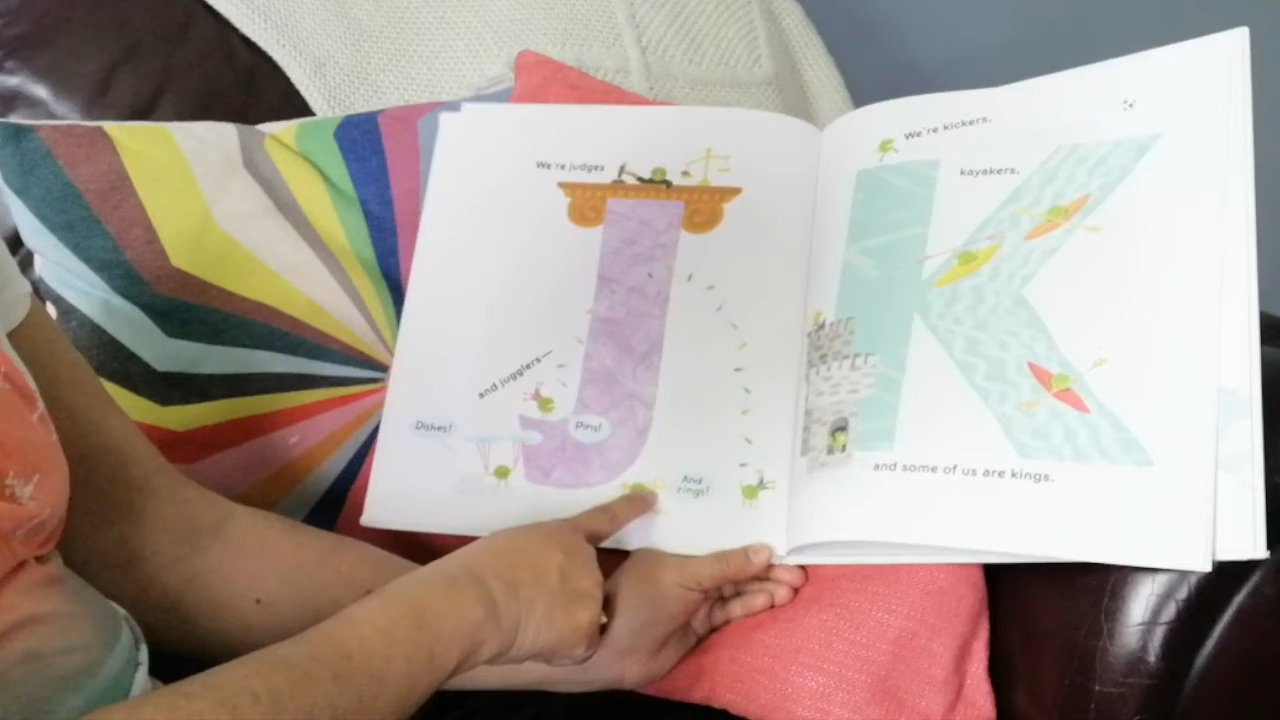 We're judges
and jugglers—
Dishes!
Pins!
And
rings!
J
We're kickers,
kayakers,
K
and some of us are kings.